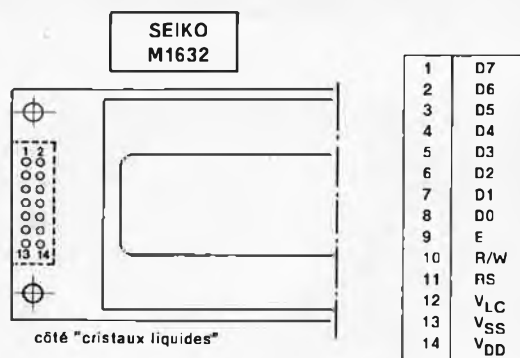 SEIKO
M1632
1 2
13 14
côté "cristaux liquides"
1 D7
2 D6
3 D5
4 D4
5 D3
6 D2
7 D1
8 D0
9 E
10 R/W
11 RS
12 VLC
13 VSS
14 VDD